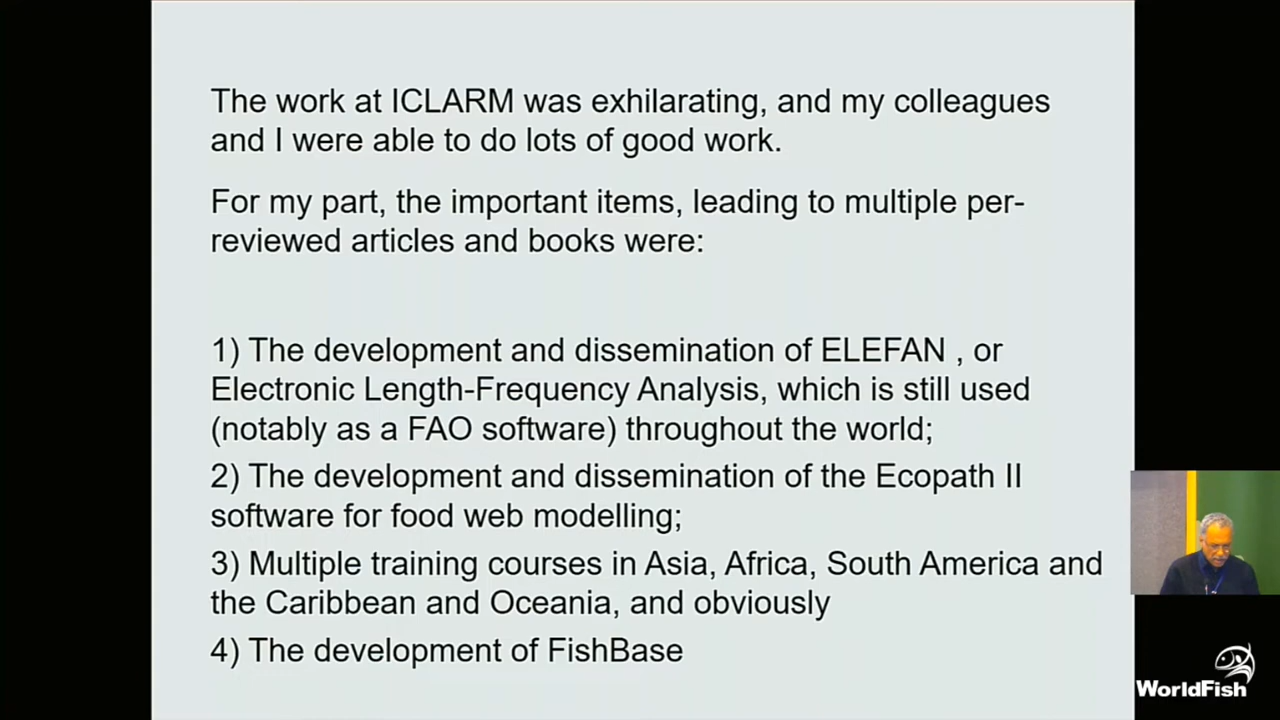 The work at ICLARM was exhilarating, and my colleagues
and I were able to do lots of good work.
For my part, the important items, leading to multiple per-
reviewed articles and books were:
1) The development and dissemination of ELEFAN , or
Electronic Length-Frequency Analysis, which is still used
(notably as a FAO software) throughout the world;
2) The development and dissemination of the Ecopath II
software for food web modelling;
3) Multiple training courses in Asia, Africa, South America and
the Caribbean and Oceania, and obviously
4) The development of FishBase
WorldFish